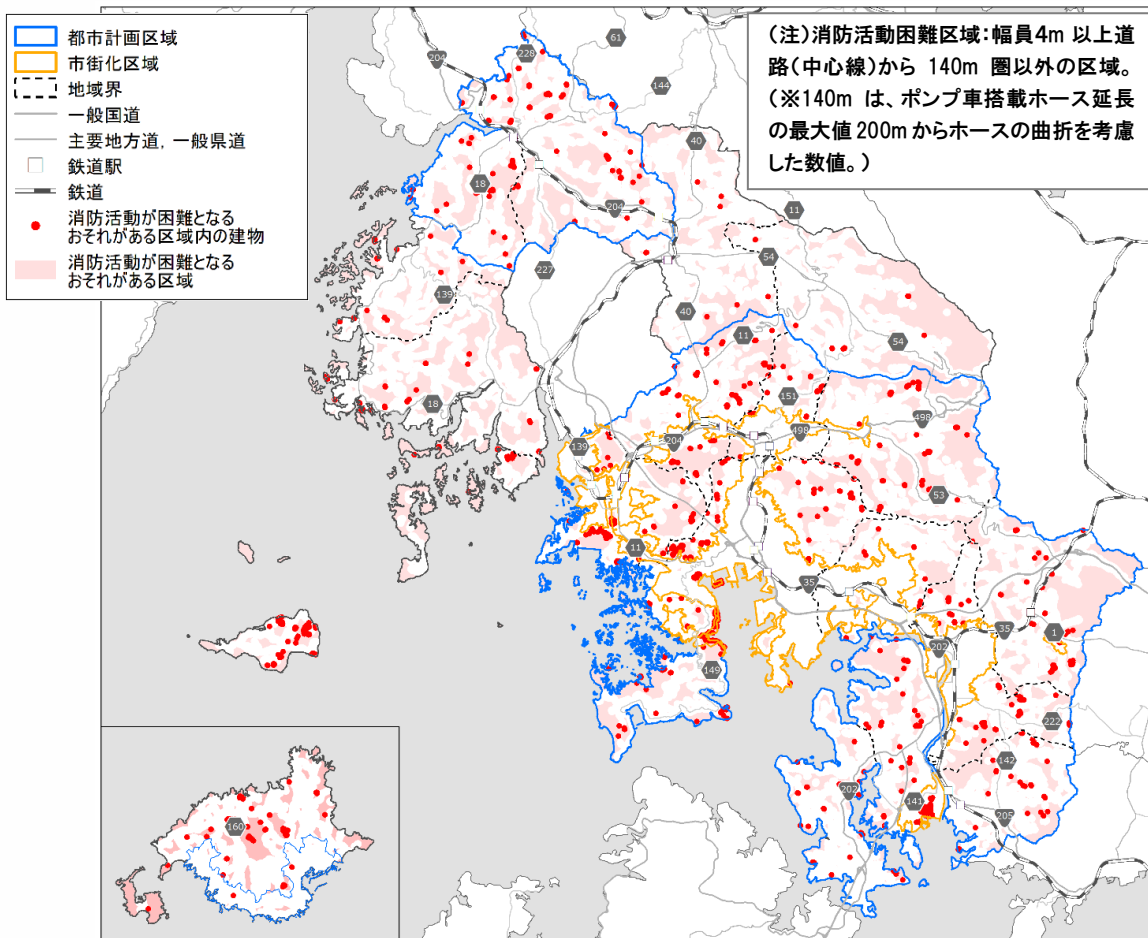 都市計画区域
市街化区域
地域界
一般国道
主要地方道, 一般県道
鉄道駅
鉄道
消防活動が困難となる
おそれがある区域内の建物
消防活動が困難となる
おそれがある区域
(注)消防活動困難区域:幅員4m 以上道
路(中心線)から 140m 圏以外の区域。
(※140m は、ポンプ車搭載ホース延長
の最大値 200m からホースの曲折を考慮
した数値。)
61
228
204
144
40
18
204
11
54
227
139
40
11
54
151
18
498
498
204
139
53
11
35
35
1
202
149
222
142
202
141
205
160